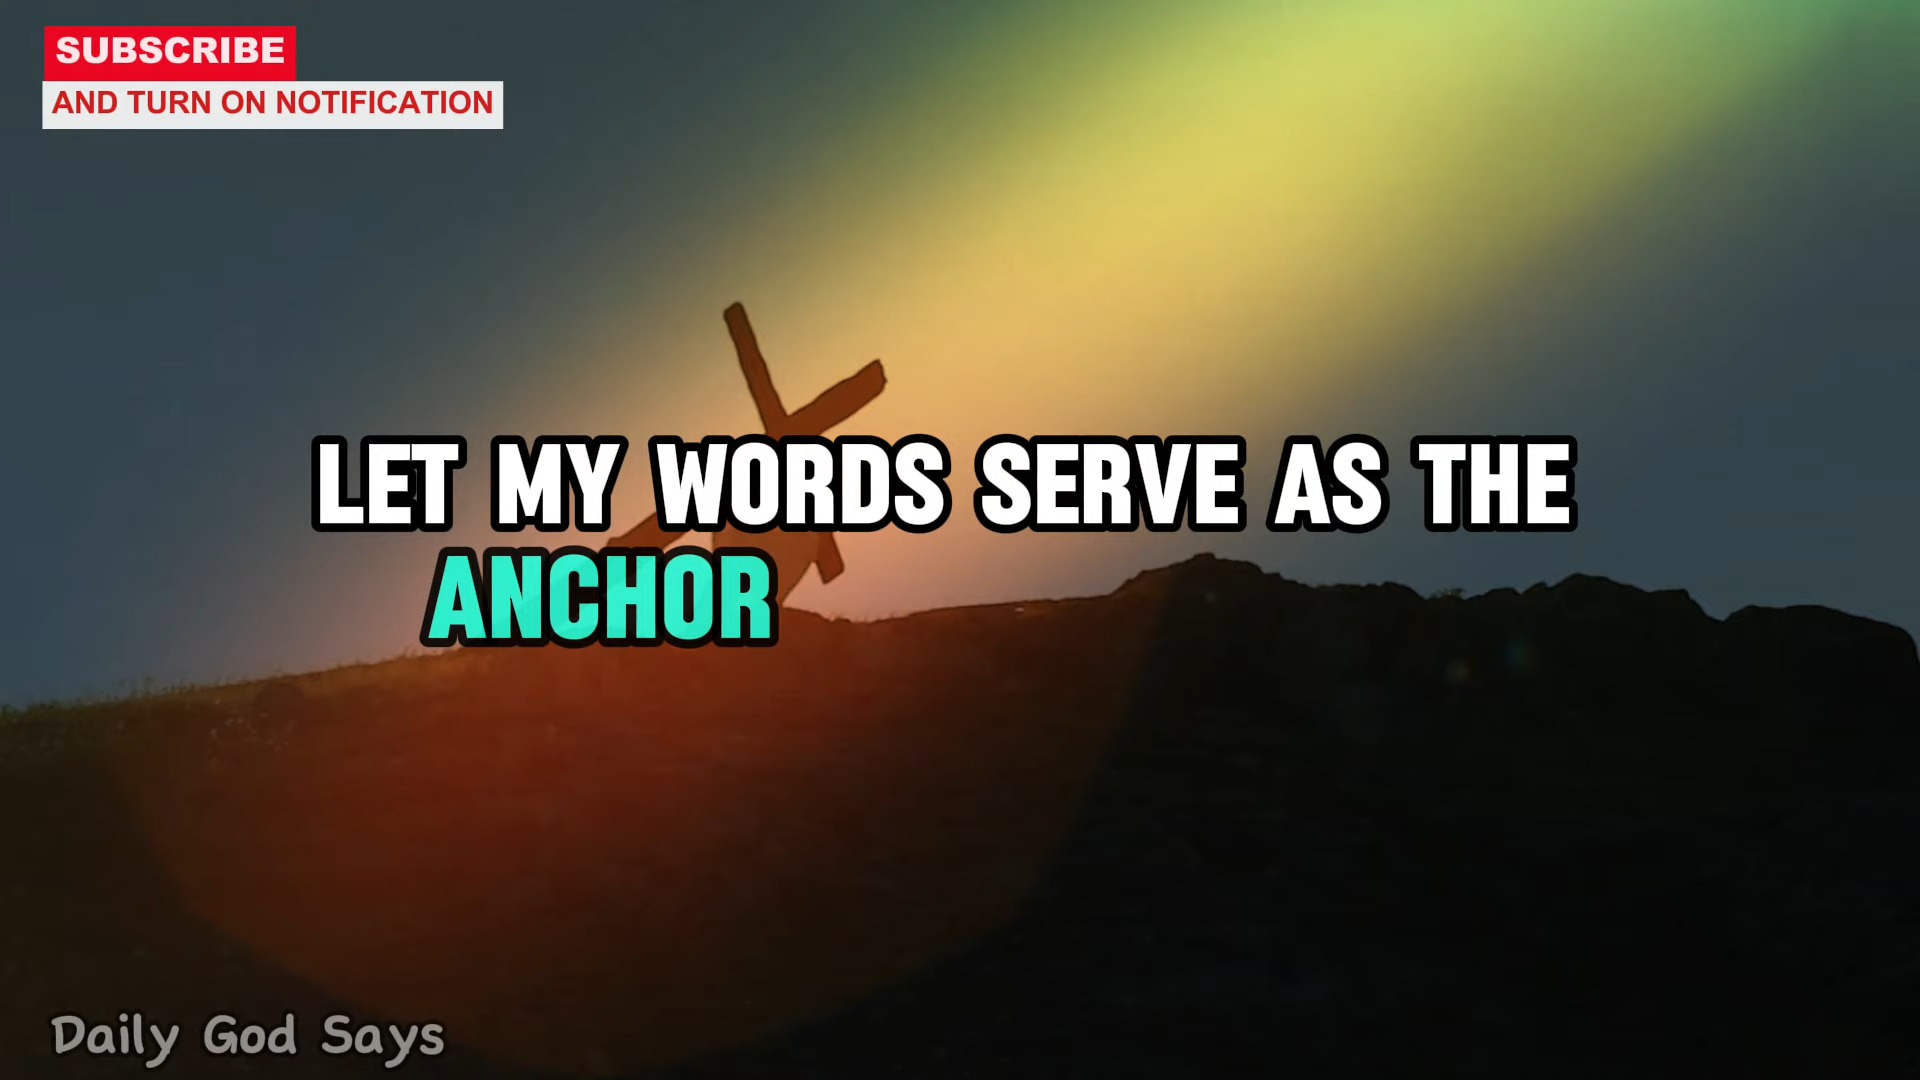 SUBSCRIBE
AND TURN ON NOTIFICATION
LET MY WORDS SERVE AS THE
ANCHOR
Daily God Says